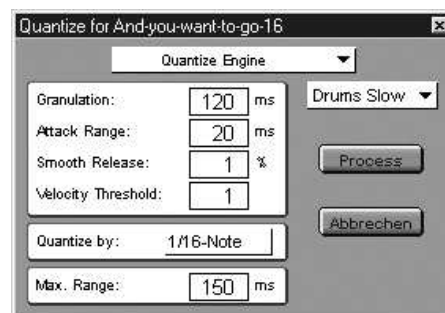 Quantize for And-you-want-to-go-16
Quantize Engine
Granulation: 120 ms
Drums Slow
Attack Range: 20 ms
Smooth Release: 1 %
Process
Velocity Threshold: 1
Abbrechen
Quantize by: 1/16-Note
Max. Range: 150 ms